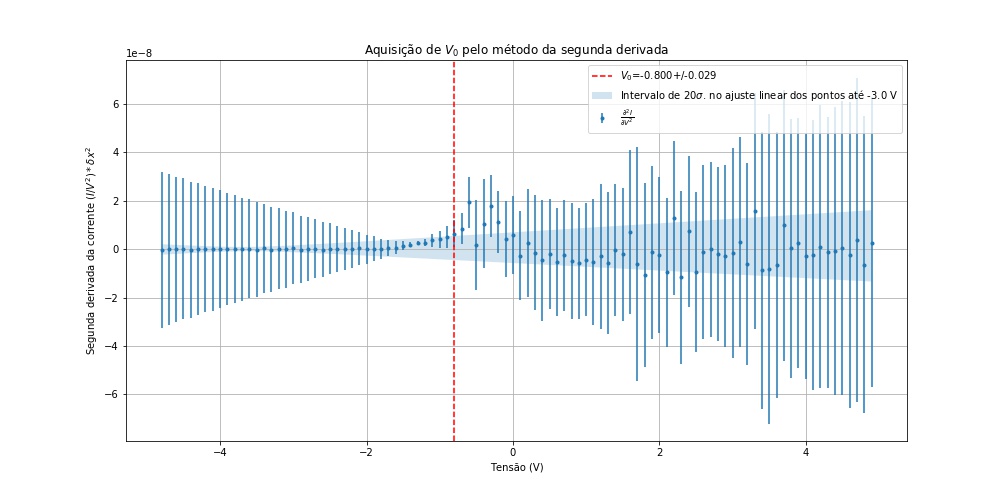 Aquisição de V₀ pelo método da segunda derivada
1e−8
V₀=-0.800+/-0.029
Intervalo de 20σ. no ajuste linear dos pontos até -3.0 V
∂²I/∂V²
6
4
2
0
−2
−4
−6
Segunda derivada da corrente (I/V²) * δx²
−4
−2
0
2
4
Tensão (V)